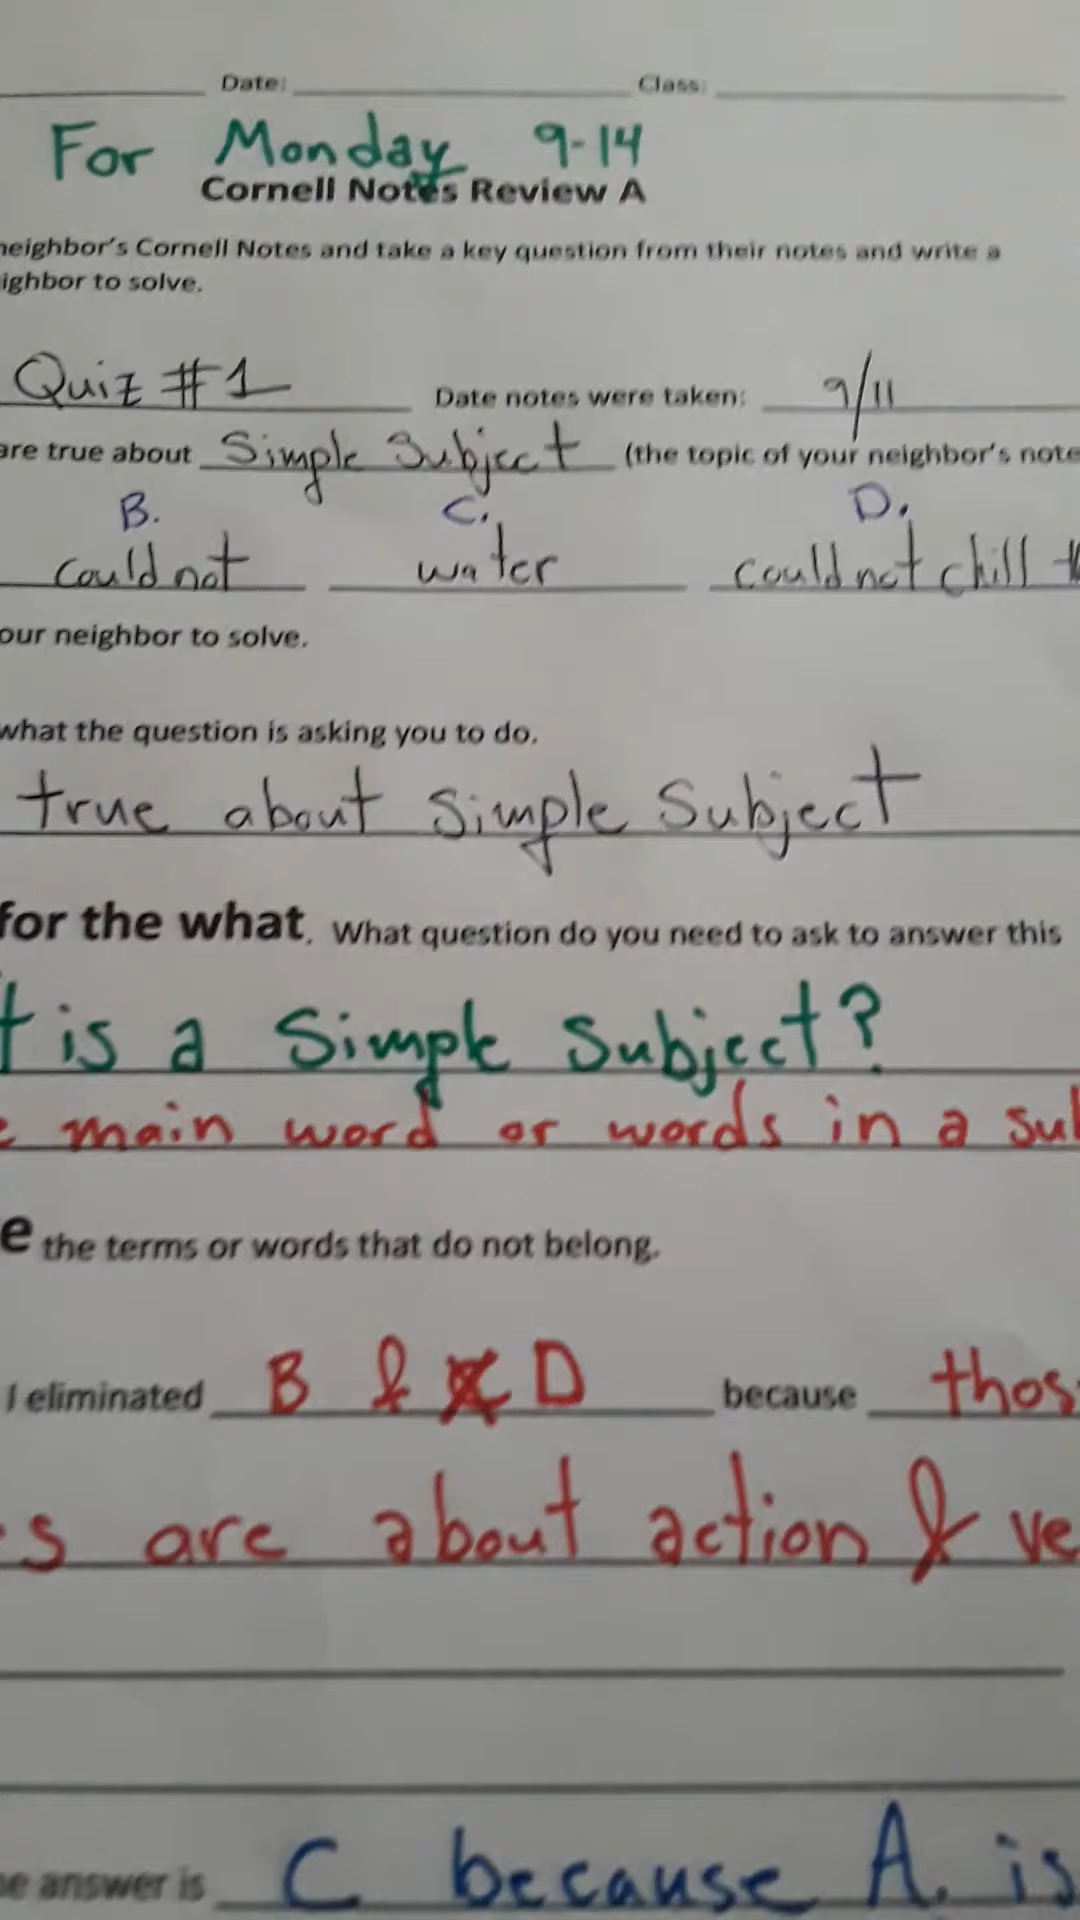 Date: Class:
For Monday 9-14
Cornell Notes Review A
neighbor's Cornell Notes and take a key question from their notes and write a
ighbor to solve.
Quiz #1 Date notes were taken: 9/11
are true about Simple Subject (the topic of your neighbor's note
B. C. D.
could not water could not chill
our neighbor to solve.
what the question is asking you to do.
true about Simple Subject
for the what. What question do you need to ask to answer this
t is a Simple Subject?
e main word or words in a sub
e the terms or words that do not belong.
I eliminated B & D because thos
s are about action & ve
e answer is C because A. is